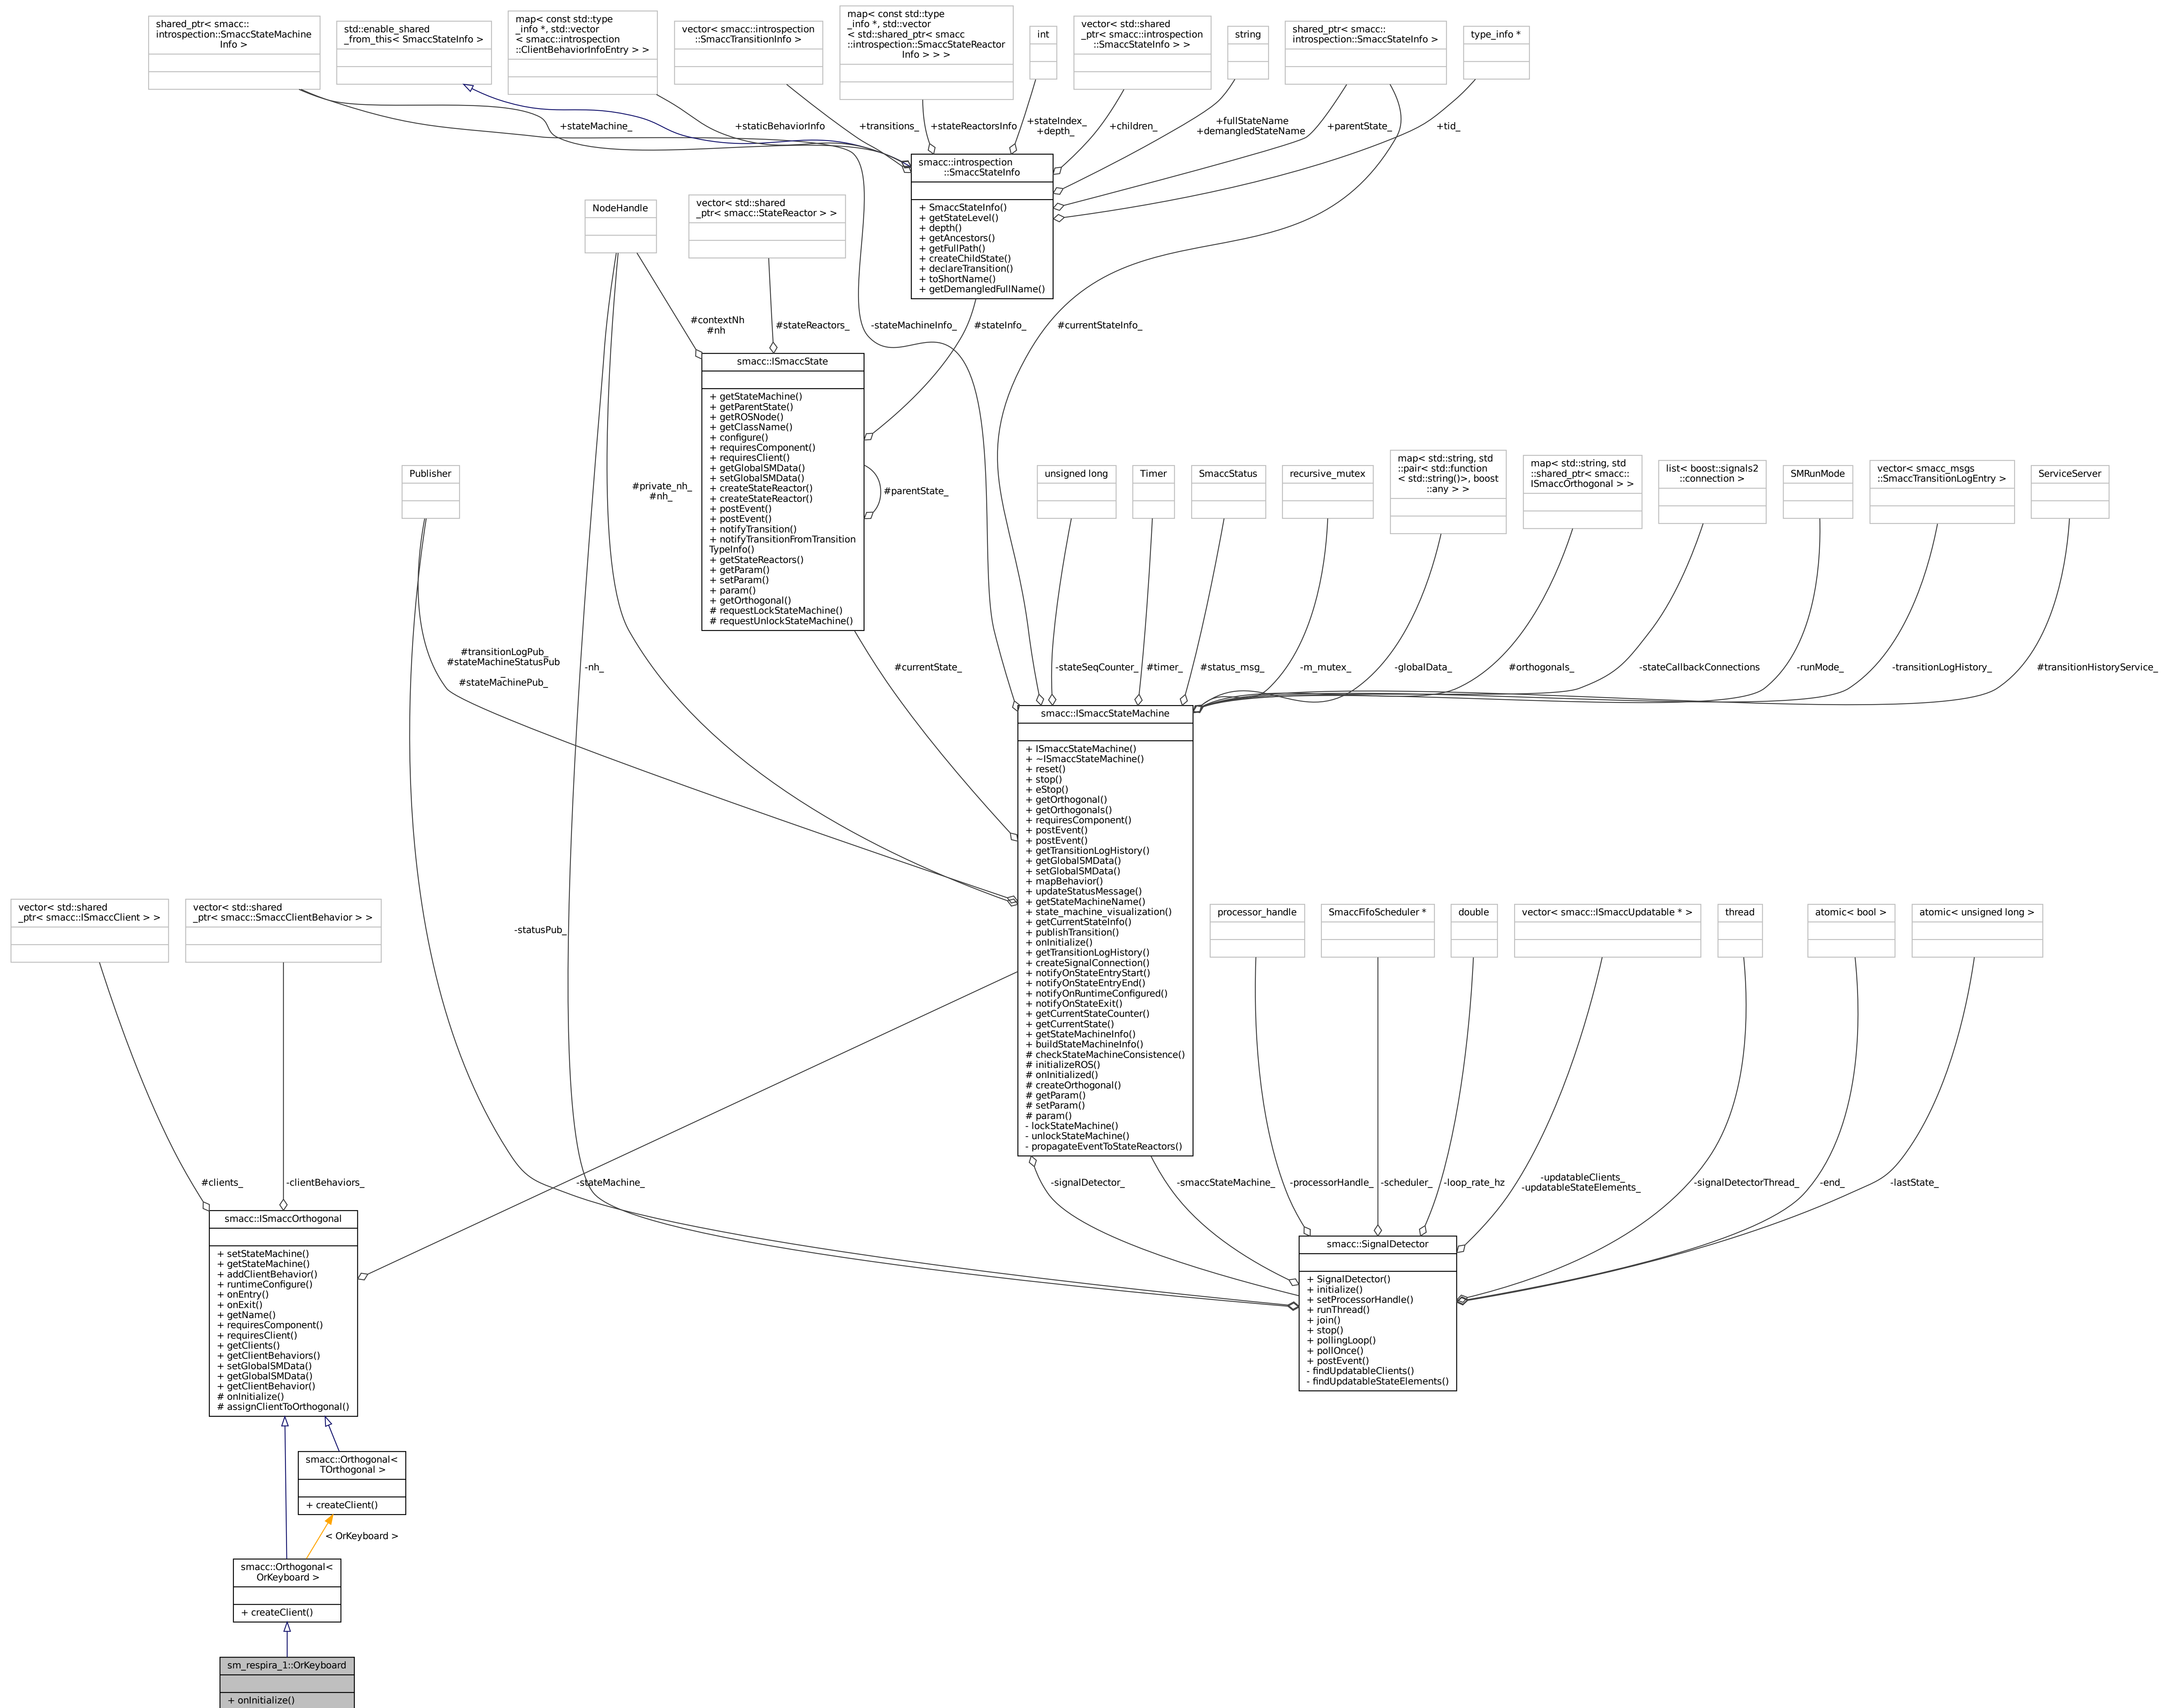 shared_ptr< smacc::
introspection::SmaccStateMachine
Info >
std::enable_shared
_from_this< SmaccStateInfo >
map< const std::type
_info *, std::vector
< smacc::introspection
::ClientBehaviorInfoEntry > >
vector< smacc::introspection
::SmaccTransitionInfo >
map< const std::type
_info *, std::vector
< std::shared_ptr< smacc
::introspection::SmaccStateReactor
Info > > >
int
vector< std::shared
_ptr< smacc::introspection
::SmaccStateInfo > >
string
shared_ptr< smacc::
introspection::SmaccStateInfo >
type_info *
+stateMachine_
+staticBehaviorInfo
+transitions_
+stateReactorsInfo
+stateIndex_
+depth_
+children_
+fullStateName
+demangledStateName
+parentState_
+tid_
smacc::introspection
::SmaccStateInfo
+ SmaccStateInfo()
+ getStateLevel()
+ depth()
+ getAncestors()
+ getFullPath()
+ createChildState()
+ declareTransition()
+ toShortName()
+ getDemangledFullName()
NodeHandle
vector< std::shared
_ptr< smacc::StateReactor > >
#contextNh
#nh
#stateReactors_
-stateMachineInfo_
#stateInfo_
#currentStateInfo_
smacc::ISmaccState
+ getStateMachine()
+ getParentState()
+ getROSNode()
+ getClassName()
+ configure()
+ requiresComponent()
+ requiresClient()
+ getGlobalSMData()
+ setGlobalSMData()
+ createStateReactor()
+ createStateReactor()
+ postEvent()
+ postEvent()
+ notifyTransition()
+ notifyTransitionFromTransition
TypeInfo()
+ getStateReactors()
+ getParam()
+ setParam()
+ param()
+ getOrthogonal()
# requestLockStateMachine()
# requestUnlockStateMachine()
#parentState_
Publisher
#private_nh_
#nh_
unsigned long
Timer
SmaccStatus
recursive_mutex
map< std::string, std
::pair< std::function
< std::string()>, boost
::any > >
map< std::string, std
::shared_ptr< smacc::
ISmaccOrthogonal > >
list< boost::signals2
::connection >
SMRunMode
vector< smacc_msgs
::SmaccTransitionLogEntry >
ServiceServer
#transitionLogPub_
#stateMachineStatusPub
_
#stateMachinePub_
-nh_
#currentState_
-stateSeqCounter_
#timer_
#status_msg_
-m_mutex_
-globalData_
#orthogonals_
-stateCallbackConnections
-runMode_
-transitionLogHistory_
#transitionHistoryService_
smacc::ISmaccStateMachine
+ ISmaccStateMachine()
+ ~ISmaccStateMachine()
+ reset()
+ stop()
+ eStop()
+ getOrthogonal()
+ getOrthogonals()
+ requiresComponent()
+ postEvent()
+ postEvent()
+ getTransitionLogHistory()
+ getGlobalSMData()
+ setGlobalSMData()
+ mapBehavior()
+ updateStatusMessage()
+ getStateMachineName()
+ state_machine_visualization()
+ getCurrentStateInfo()
+ publishTransition()
+ onInitialize()
+ getTransitionLogHistory()
+ createSignalConnection()
+ notifyOnStateEntryStart()
+ notifyOnStateEntryEnd()
+ notifyOnRuntimeConfigured()
+ notifyOnStateExit()
+ getCurrentStateCounter()
+ getCurrentState()
+ getStateMachineInfo()
+ buildStateMachineInfo()
# checkStateMachineConsistence()
# initializeROS()
# onInitialized()
# createOrthogonal()
# getParam()
# setParam()
# param()
- lockStateMachine()
- unlockStateMachine()
- propagateEventToStateReactors()
vector< std::shared
_ptr< smacc::ISmaccClient > >
vector< std::shared
_ptr< smacc::SmaccClientBehavior > >
-statusPub_
processor_handle
SmaccFifoScheduler *
double
vector< smacc::ISmaccUpdatable * >
thread
atomic< bool >
atomic< unsigned long >
#clients_
-clientBehaviors_
-stateMachine_
-signalDetector_
-smaccStateMachine_
-processorHandle_
-scheduler_
-loop_rate_hz
-updatableClients_
-updatableStateElements_
-signalDetectorThread_
-end_
-lastState_
smacc::ISmaccOrthogonal
+ setStateMachine()
+ getStateMachine()
+ addClientBehavior()
+ runtimeConfigure()
+ onEntry()
+ onExit()
+ getName()
+ requiresComponent()
+ requiresClient()
+ getClients()
+ getClientBehaviors()
+ setGlobalSMData()
+ getGlobalSMData()
+ getClientBehavior()
# onInitialize()
# assignClientToOrthogonal()
smacc::SignalDetector
+ SignalDetector()
+ initialize()
+ setProcessorHandle()
+ runThread()
+ join()
+ stop()
+ pollingLoop()
+ pollOnce()
+ postEvent()
- findUpdatableClients()
- findUpdatableStateElements()
smacc::Orthogonal<
TOrthogonal >
+ createClient()
< OrKeyboard >
smacc::Orthogonal<
OrKeyboard >
+ createClient()
sm_respira_1::OrKeyboard
+ onInitialize()